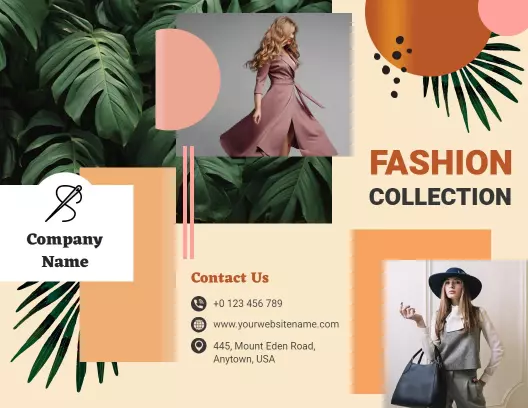 FASHION
COLLECTION
Company
Name
Contact Us
+0 123 456 789
www.yourwebsitename.com
445, Mount Eden Road,
Anytown, USA